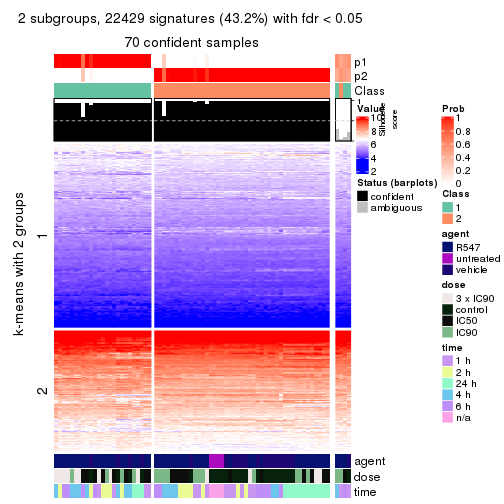 2 subgroups, 22429 signatures (43.2%) with fdr < 0.05
70 confident samples
p1
p2
Class
1
Silhouette
score
k-means with 2 groups
1
2
agent
dose
time
Value
10
8
6
4
2
Status (barplots)
confident
ambiguous
Prob
1
0.8
0.6
0.4
0.2
0
Class
1
2
agent
R547
untreated
vehicle
dose
3 x IC90
control
IC50
IC90
time
1 h
2 h
24 h
4 h
6 h
n/a